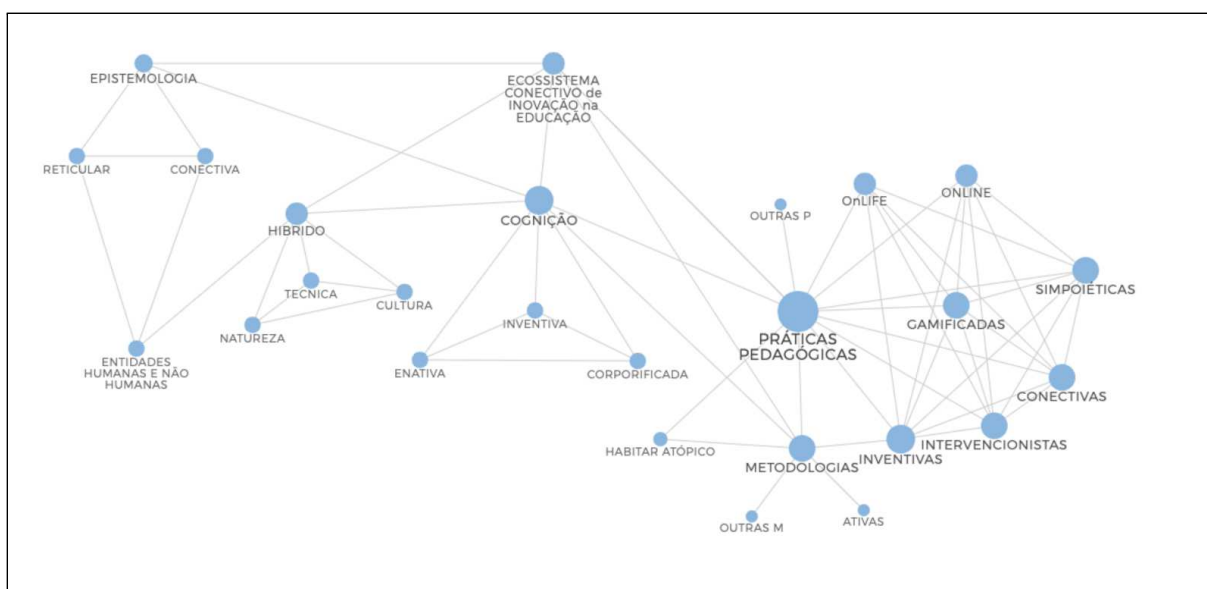 EPISTEMOLOGIA
ECOSSISTEMA
CONECTIVO de
INOVAÇÃO na
EDUCAÇÃO
RETICULAR
CONECTIVA
OnLIFE
ONLINE
OUTRAS P
COGNIÇÃO
HIBRIDO
SIMPOIÉTICAS
TECNICA
CULTURA
INVENTIVA
GAMIFICADAS
NATUREZA
PRÁTICAS
PEDAGÓGICAS
ENTIDADES
HUMANAS E NÃO
HUMANAS
ENATIVA
CORPORIFICADA
CONECTIVAS
HABITAR ATÓPICO
METODOLOGIAS
INVENTIVAS
INTERVENCIONISTAS
OUTRAS M
ATIVAS